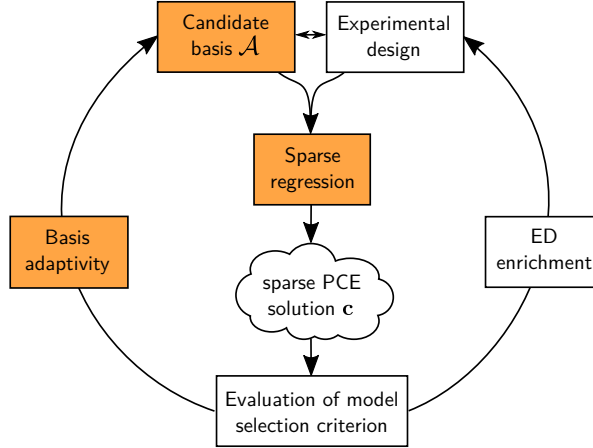 Candidate
basis 𝒜
Experimental
design
Sparse
regression
Basis
adaptivity
ED
enrichment
sparse PCE
solution c
Evaluation of model
selection criterion